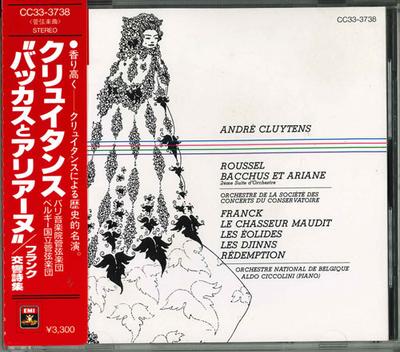 CC33-3738
〈管弦楽曲〉
STEREO
●香り高く——クリュイタンスによる歴史的名演。
クリュイタンス
"バッカスとアリアーヌ"／フランク
交響詩集
パリ音楽院管弦楽団
ベルギー国立管弦楽団
EMI
¥3,300
CC33-3738
ANDRÉ CLUYTENS
ROUSSEL
BACCHUS ET ARIANE
2ème Suite d'Orchestre
ORCHESTRE DE LA SOCIÉTÉ DES
CONCERTS DU CONSERVATOIRE
FRANCK
LE CHASSEUR MAUDIT
LES ÉOLIDES
LES DJINNS
RÉDEMPTION
ORCHESTRE NATIONAL DE BELGIQUE
ALDO CICCOLINI (PIANO)